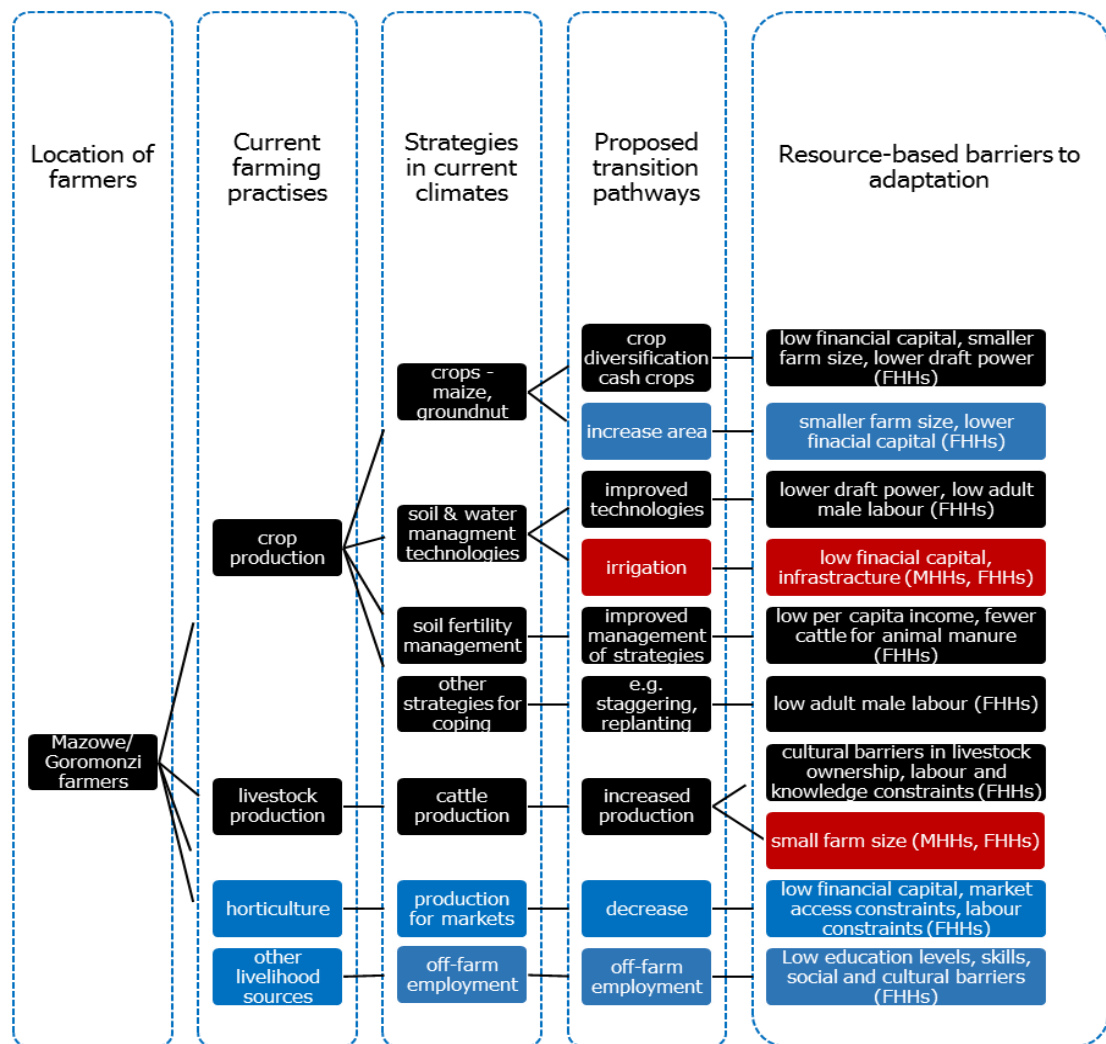 Location of
farmers
Current
farming
practises
Strategies
in current
climates
Proposed
transition
pathways
Resource-based barriers to
adaptation
Mazowe/
Goromonzi
farmers
crop
production
livestock
production
horticulture
other
livelihood
sources
crops -
maize,
groundnut
soil & water
managment
technologies
soil fertility
management
other
strategies for
coping
cattle
production
production
for markets
off-farm
employment
crop
diversification
cash crops
increase area
improved
technologies
irrigation
improved
management
of strategies
e.g.
staggering,
replanting
increased
production
decrease
off-farm
employment
low financial capital, smaller
farm size, lower draft power
(FHHs)
smaller farm size, lower
finacial capital (FHHs)
lower draft power, low adult
male labour (FHHs)
low finacial capital,
infrastracture (MHHs, FHHs)
low per capita income, fewer
cattle for animal manure
(FHHs)
low adult male labour (FHHs)
cultural barriers in livestock
ownership, labour and
knowledge constraints (FHHs)
small farm size (MHHs, FHHs)
low financial capital, market
access constraints, labour
constraints (FHHs)
Low education levels, skills,
social and cultural barriers
(FHHs)